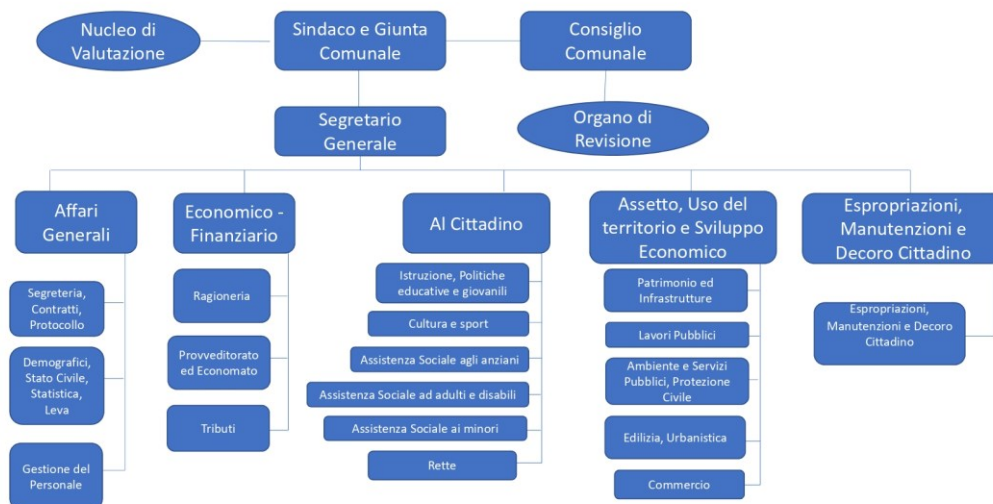 Nucleo di
Valutazione
Sindaco e Giunta
Comunale
Consiglio
Comunale
Segretario
Generale
Organo di
Revisione
Affari
Generali
Segreteria,
Contratti,
Protocollo
Demografici,
Stato Civile,
Statistica,
Leva
Gestione del
Personale
Economico -
Finanziario
Ragioneria
Provveditorato
ed Economato
Tributi
Al Cittadino
Istruzione, Politiche
educative e giovanili
Cultura e sport
Assistenza Sociale agli anziani
Assistenza Sociale ad adulti e disabili
Assistenza Sociale ai minori
Rette
Assetto, Uso del
territorio e Sviluppo
Economico
Patrimonio ed
Infrastrutture
Lavori Pubblici
Ambiente e Servizi
Pubblici, Protezione
Civile
Edilizia, Urbanistica
Commercio
Espropriazioni,
Manutenzioni e
Decoro Cittadino
Espropriazioni,
Manutenzioni e Decoro
Cittadino